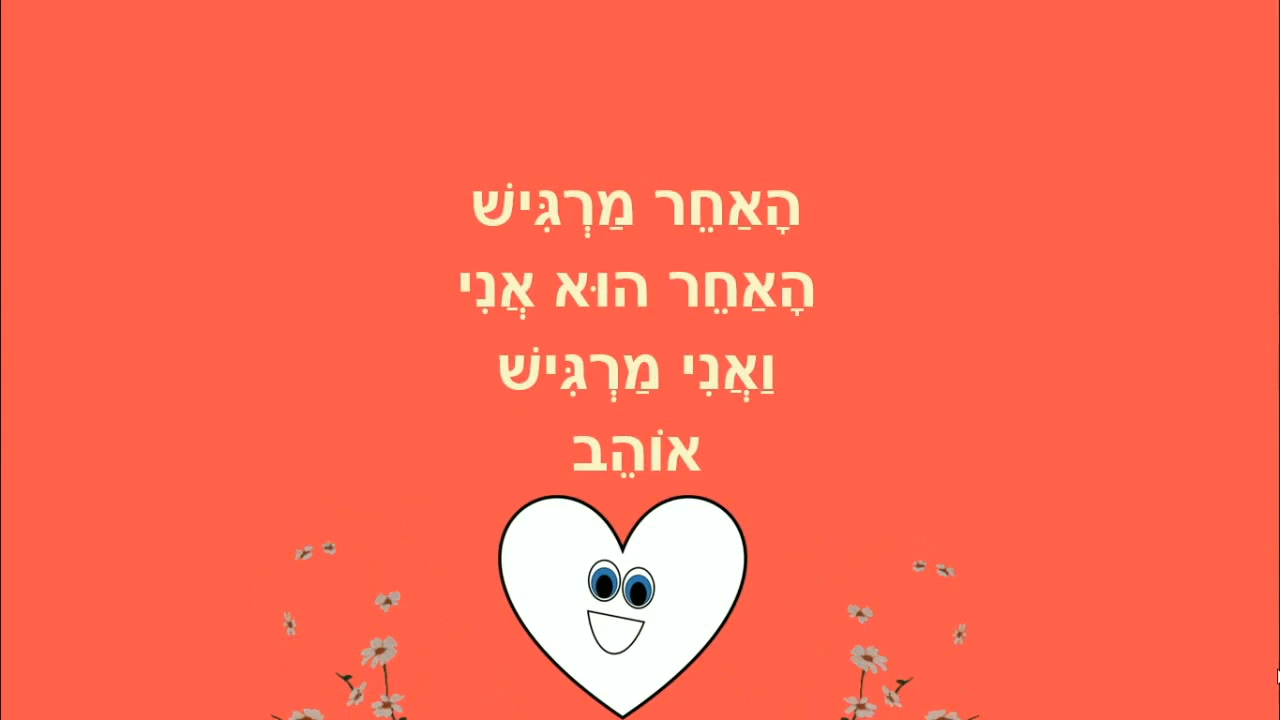 הָאַחֵר מַרְגִּישׁ
הָאַחֵר הוּא אֲנִי
וַאֲנִי מַרְגִּישׁ
אוֹהֵב